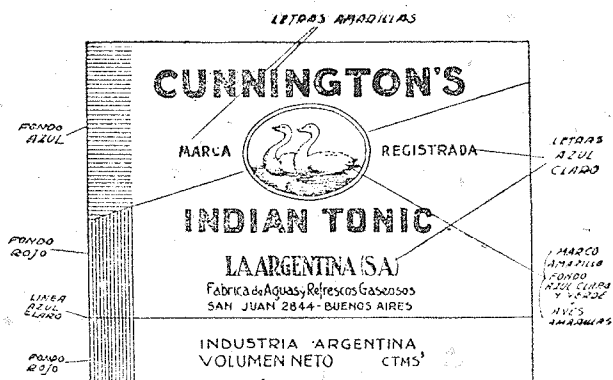 LETRAS AMARILLAS
CUNNINGTON'S
FONDO
AZUL
MARCA
REGISTRADA
LETRAS
AZUL
CLARO
INDIAN TONIC
FONDO
ROJO
LA ARGENTINA (S.A.)
MARCO
AMARILLO
FONDO
AZUL CLARO
Y VERDE
AVES
AMARILLAS
Fabrica de Aguas y Refrescos Gaseosos
SAN JUAN 2844-BUENOS AIRES
LINEA
AZUL
CLARO
INDUSTRIA ARGENTINA
VOLUMEN NETO CTMS³
FONDO
ROJO